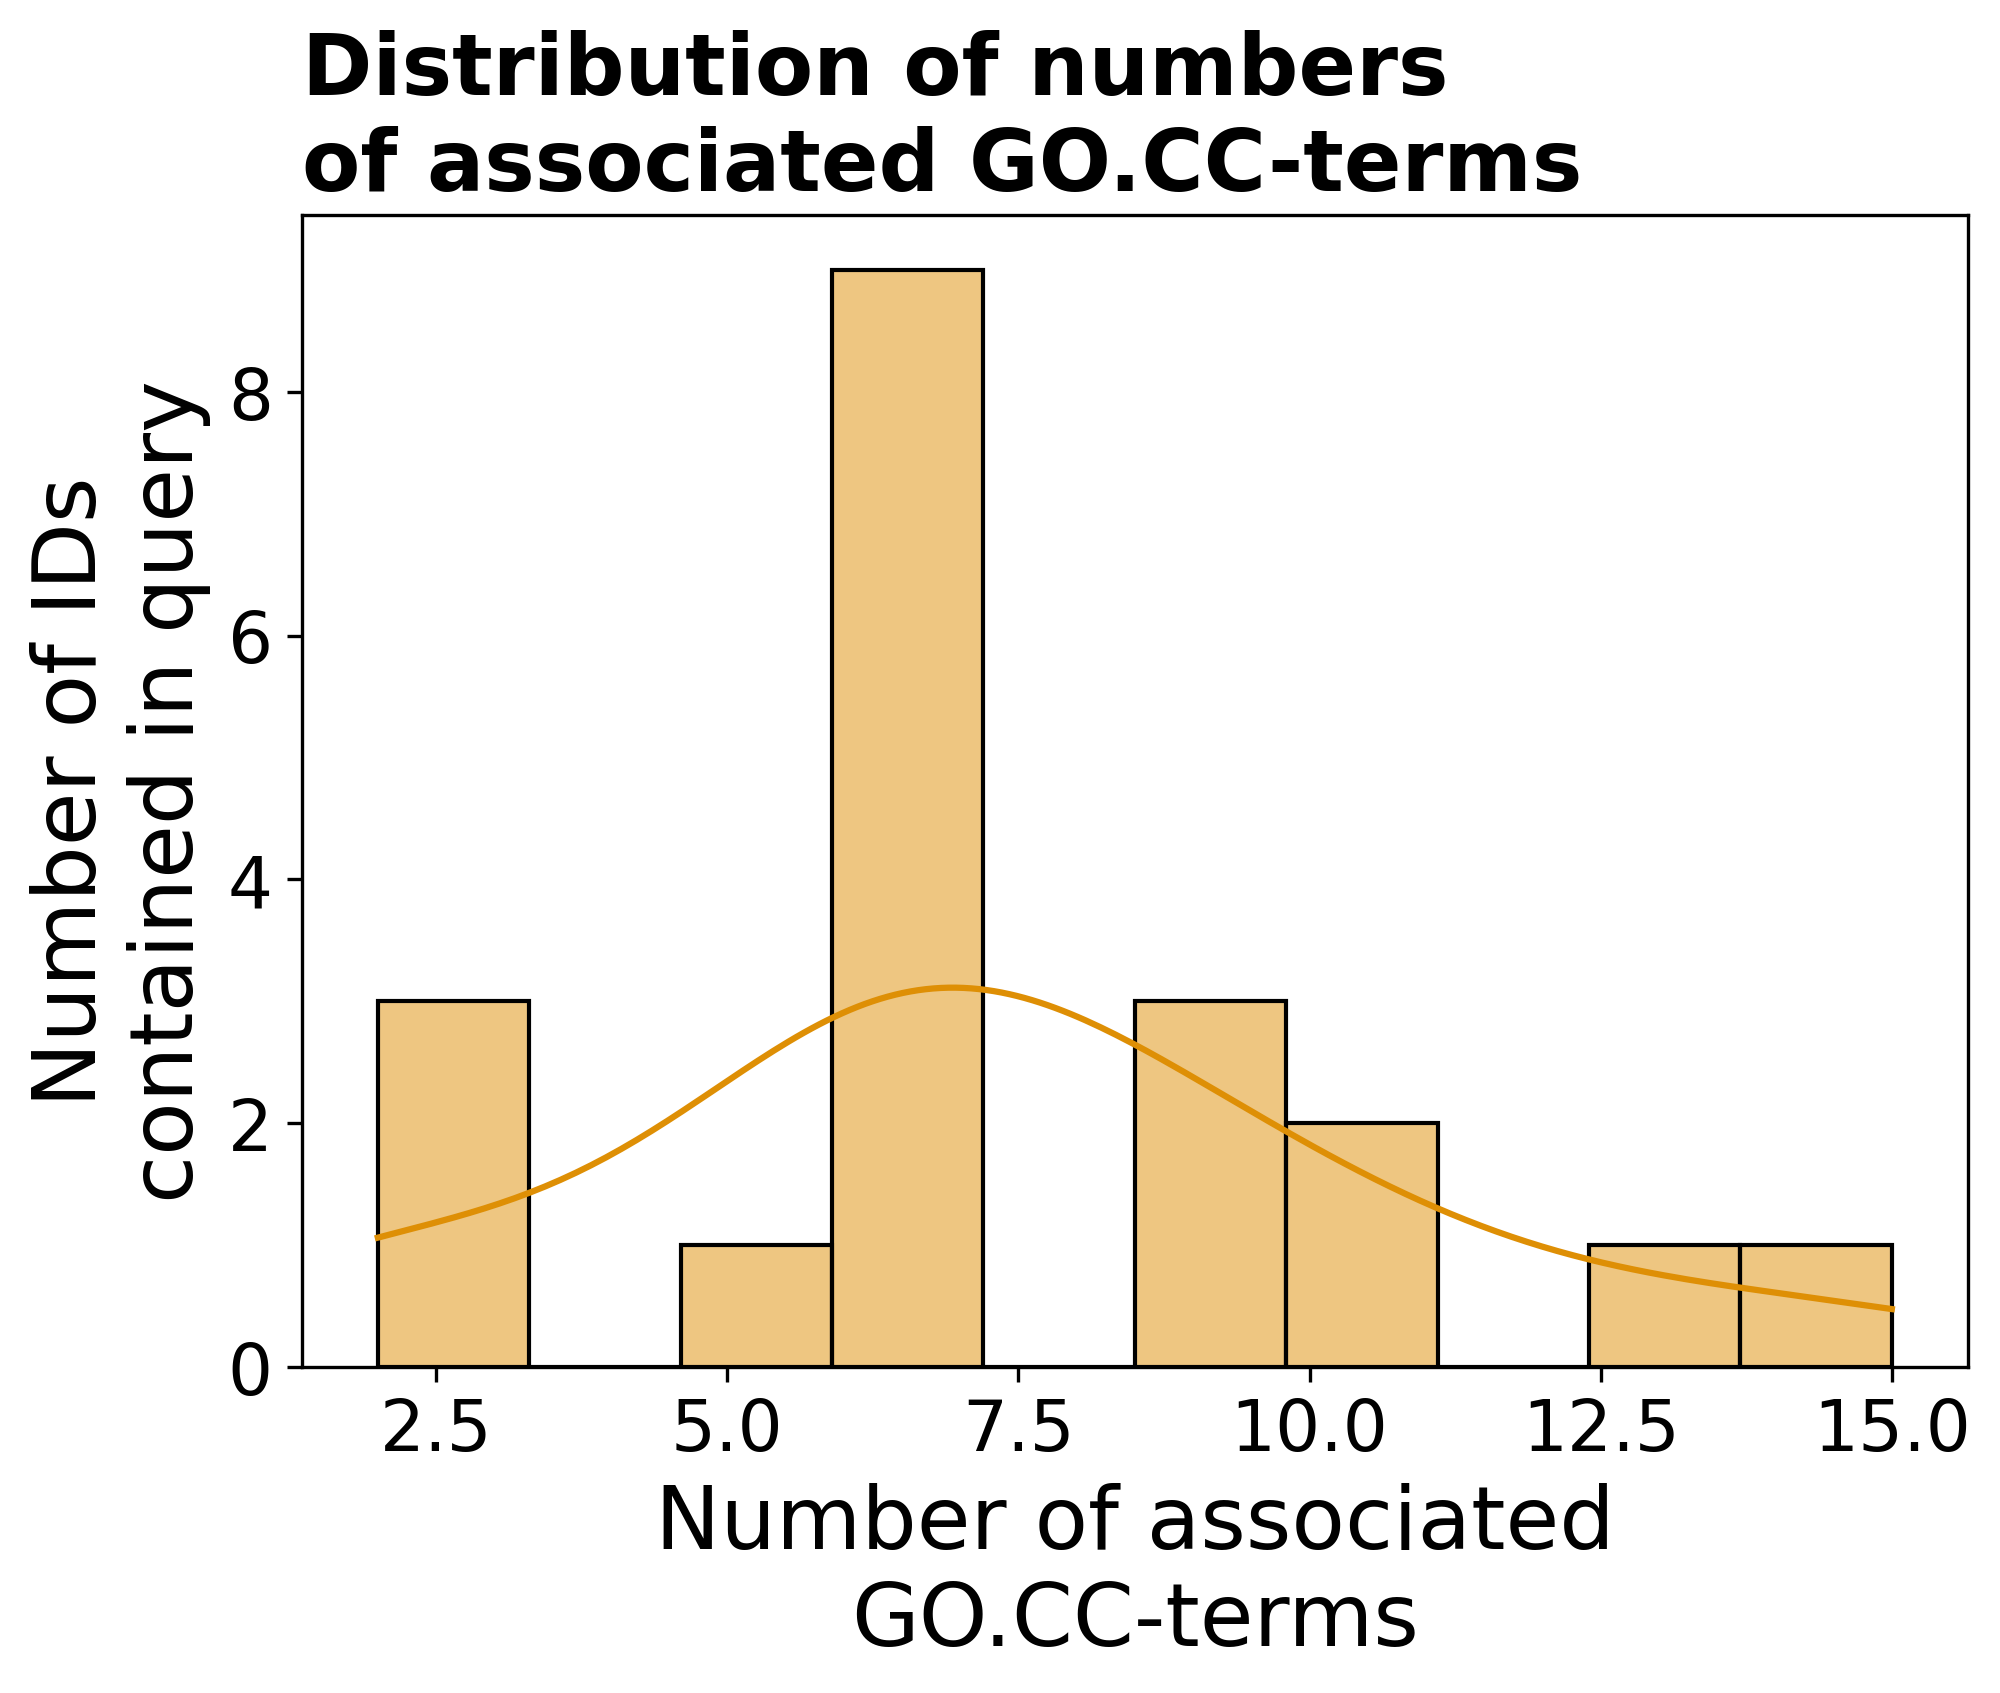 Distribution of numbers
of associated GO.CC-terms
Number of IDs
contained in query
8
6
4
2
0
2.5 5.0 7.5 10.0 12.5 15.0
Number of associated
GO.CC-terms